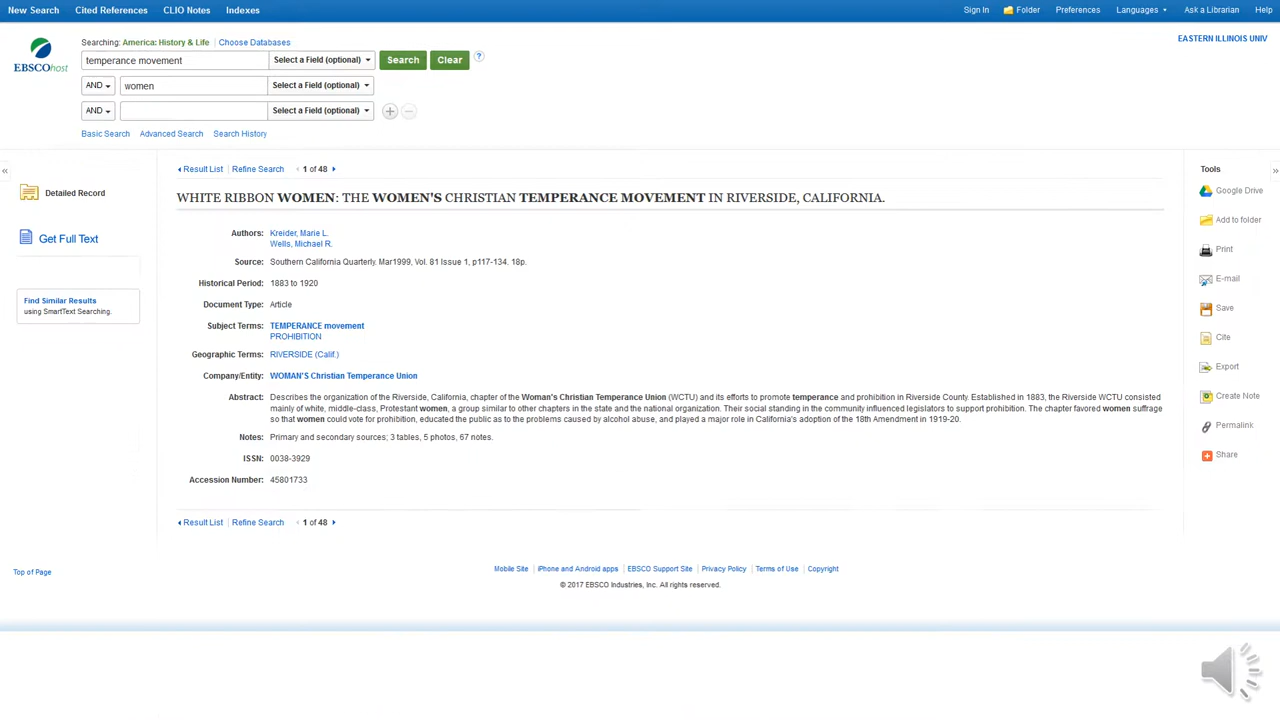 New Search Cited References CLIO Notes Indexes Sign In Folder Preferences Languages Ask a Librarian Help
Searching: America: History & Life Choose Databases
EASTERN ILLINOIS UNIV
EBSCOhost
temperance movement Select a Field (optional) Search Clear ?
AND women Select a Field (optional)
AND Select a Field (optional)
Basic Search Advanced Search Search History
« Result List Refine Search 1 of 48 Tools »
Detailed Record
Get Full Text
Find Similar Results
using SmartText Searching.
WHITE RIBBON WOMEN: THE WOMEN'S CHRISTIAN TEMPERANCE MOVEMENT IN RIVERSIDE, CALIFORNIA.
Authors: Kreider, Marie L.
Wells, Michael R.
Source: Southern California Quarterly. Mar1999, Vol. 81 Issue 1, p117-134. 18p.
Historical Period: 1883 to 1920
Document Type: Article
Subject Terms: TEMPERANCE movement
PROHIBITION
Geographic Terms: RIVERSIDE (Calif.)
Company/Entity: WOMAN'S Christian Temperance Union
Abstract: Describes the organization of the Riverside, California, chapter of the Woman's Christian Temperance Union (WCTU) and its efforts to promote temperance and prohibition in Riverside County. Established in 1883, the Riverside WCTU consisted
mainly of white, middle-class, Protestant women, a group similar to other chapters in the state and the national organization. Their social standing in the community influenced legislators to support prohibition. The chapter favored women suffrage
so that women could vote for prohibition, educated the public as to the problems caused by alcohol abuse, and played a major role in California's adoption of the 18th Amendment in 1919-20.
Notes: Primary and secondary sources; 3 tables, 5 photos, 67 notes.
ISSN: 0038-3929
Accession Number: 45801733
Result List Refine Search 1 of 48
Google Drive
Add to folder
Print
E-mail
Save
Cite
Export
Create Note
Permalink
Share
Top of Page
Mobile Site iPhone and Android apps EBSCO Support Site Privacy Policy Terms of Use Copyright
© 2017 EBSCO Industries, Inc. All rights reserved.